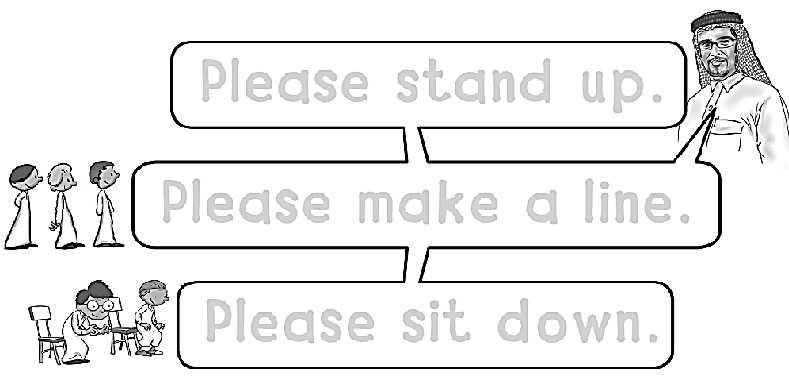 Please stand up.
Please make a line.
Please sit down.